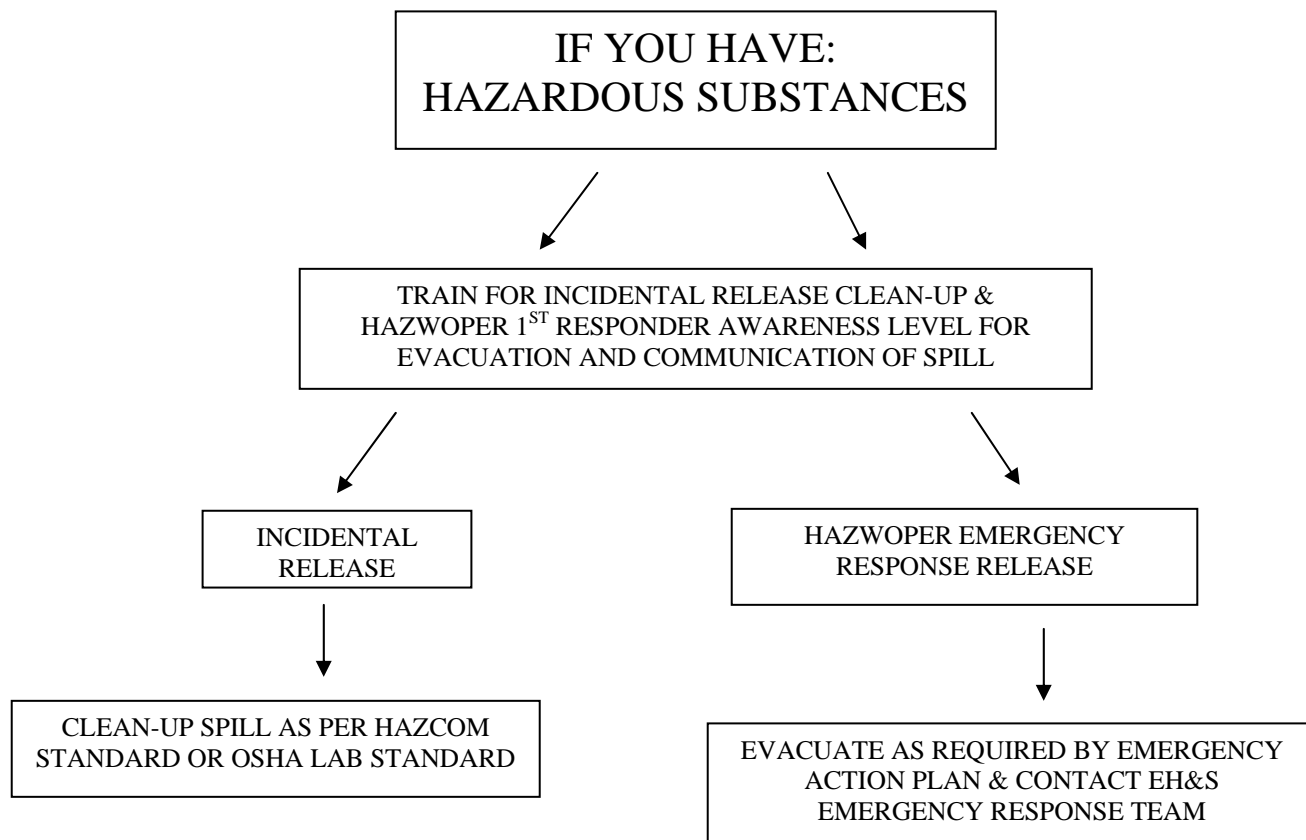 IF YOU HAVE:
HAZARDOUS SUBSTANCES
TRAIN FOR INCIDENTAL RELEASE CLEAN-UP &
HAZWOPER 1ST RESPONDER AWARENESS LEVEL FOR
EVACUATION AND COMMUNICATION OF SPILL
INCIDENTAL
RELEASE
HAZWOPER EMERGENCY
RESPONSE RELEASE
CLEAN-UP SPILL AS PER HAZCOM
STANDARD OR OSHA LAB STANDARD
EVACUATE AS REQUIRED BY EMERGENCY
ACTION PLAN & CONTACT EH&S
EMERGENCY RESPONSE TEAM